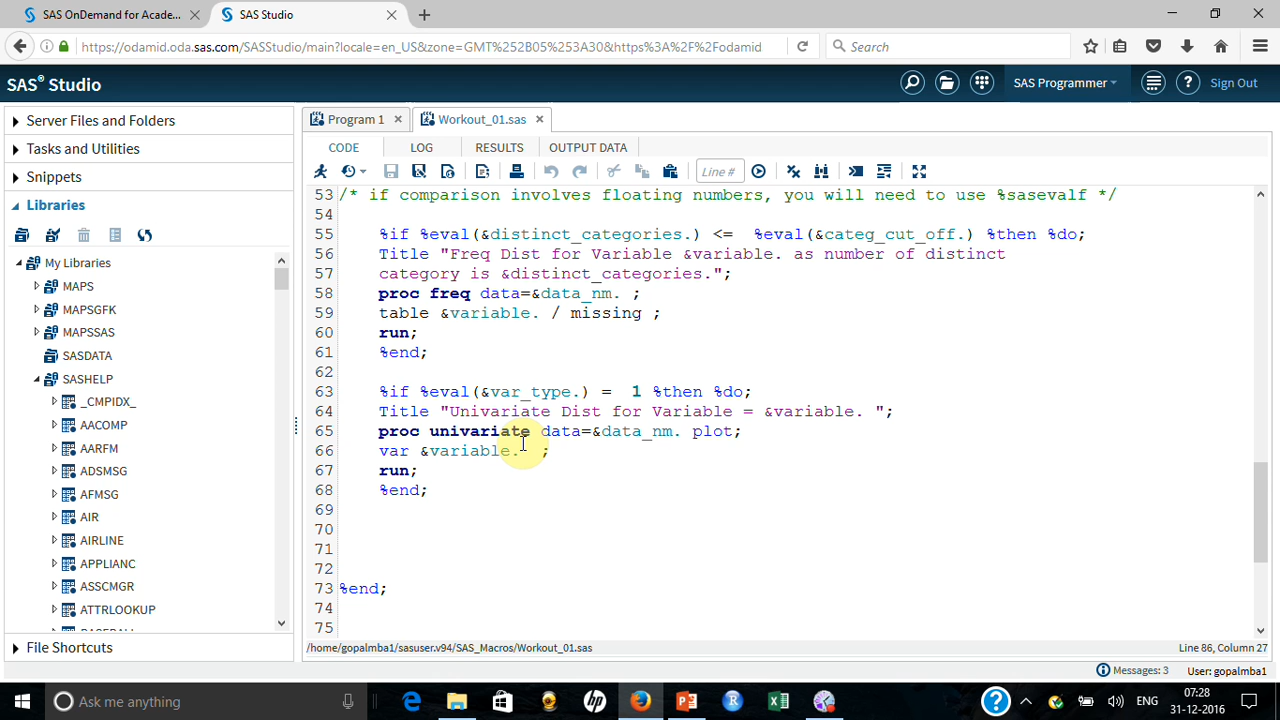 SAS OnDemand for Acade...
SAS Studio
https://odamid.oda.sas.com/SASStudio/main?locale=en_US&zone=GMT%252B05%253A30&https%3A%2F%2Fodamid
Search
SAS® Studio
SAS Programmer
Sign Out
Server Files and Folders
Tasks and Utilities
Snippets
Libraries
My Libraries
MAPS
MAPSGFK
MAPSSAS
SASDATA
SASHELP
_CMPIDX_
AACOMP
AARFM
ADSMSG
AFMSG
AIR
AIRLINE
APPLIANC
ASSCMGR
ATTRLOOKUP
BASEBALL
File Shortcuts
Program 1
Workout_01.sas
CODE LOG RESULTS OUTPUT DATA
Line #
53 /* if comparison involves floating numbers, you will need to use %sasevalf */
54
55 %if %eval(&distinct_categories.) <= %eval(&categ_cut_off.) %then %do;
56 Title "Freq Dist for Variable &variable. as number of distinct
57 category is &distinct_categories.";
58 proc freq data=&data_nm. ;
59 table &variable. / missing ;
60 run;
61 %end;
62
63 %if %eval(&var_type.) = 1 %then %do;
64 Title "Univariate Dist for Variable = &variable. ";
65 proc univariate data=&data_nm. plot;
66 var &variable. ;
67 run;
68 %end;
69
70
71
72
73 %end;
74
75
/home/gopalmba1/sasuser.v94/SAS_Macros/Workout_01.sas
Line 86, Column 27
Messages: 3
User: gopalmba1
Ask me anything
ENG
07:28
31-12-2016